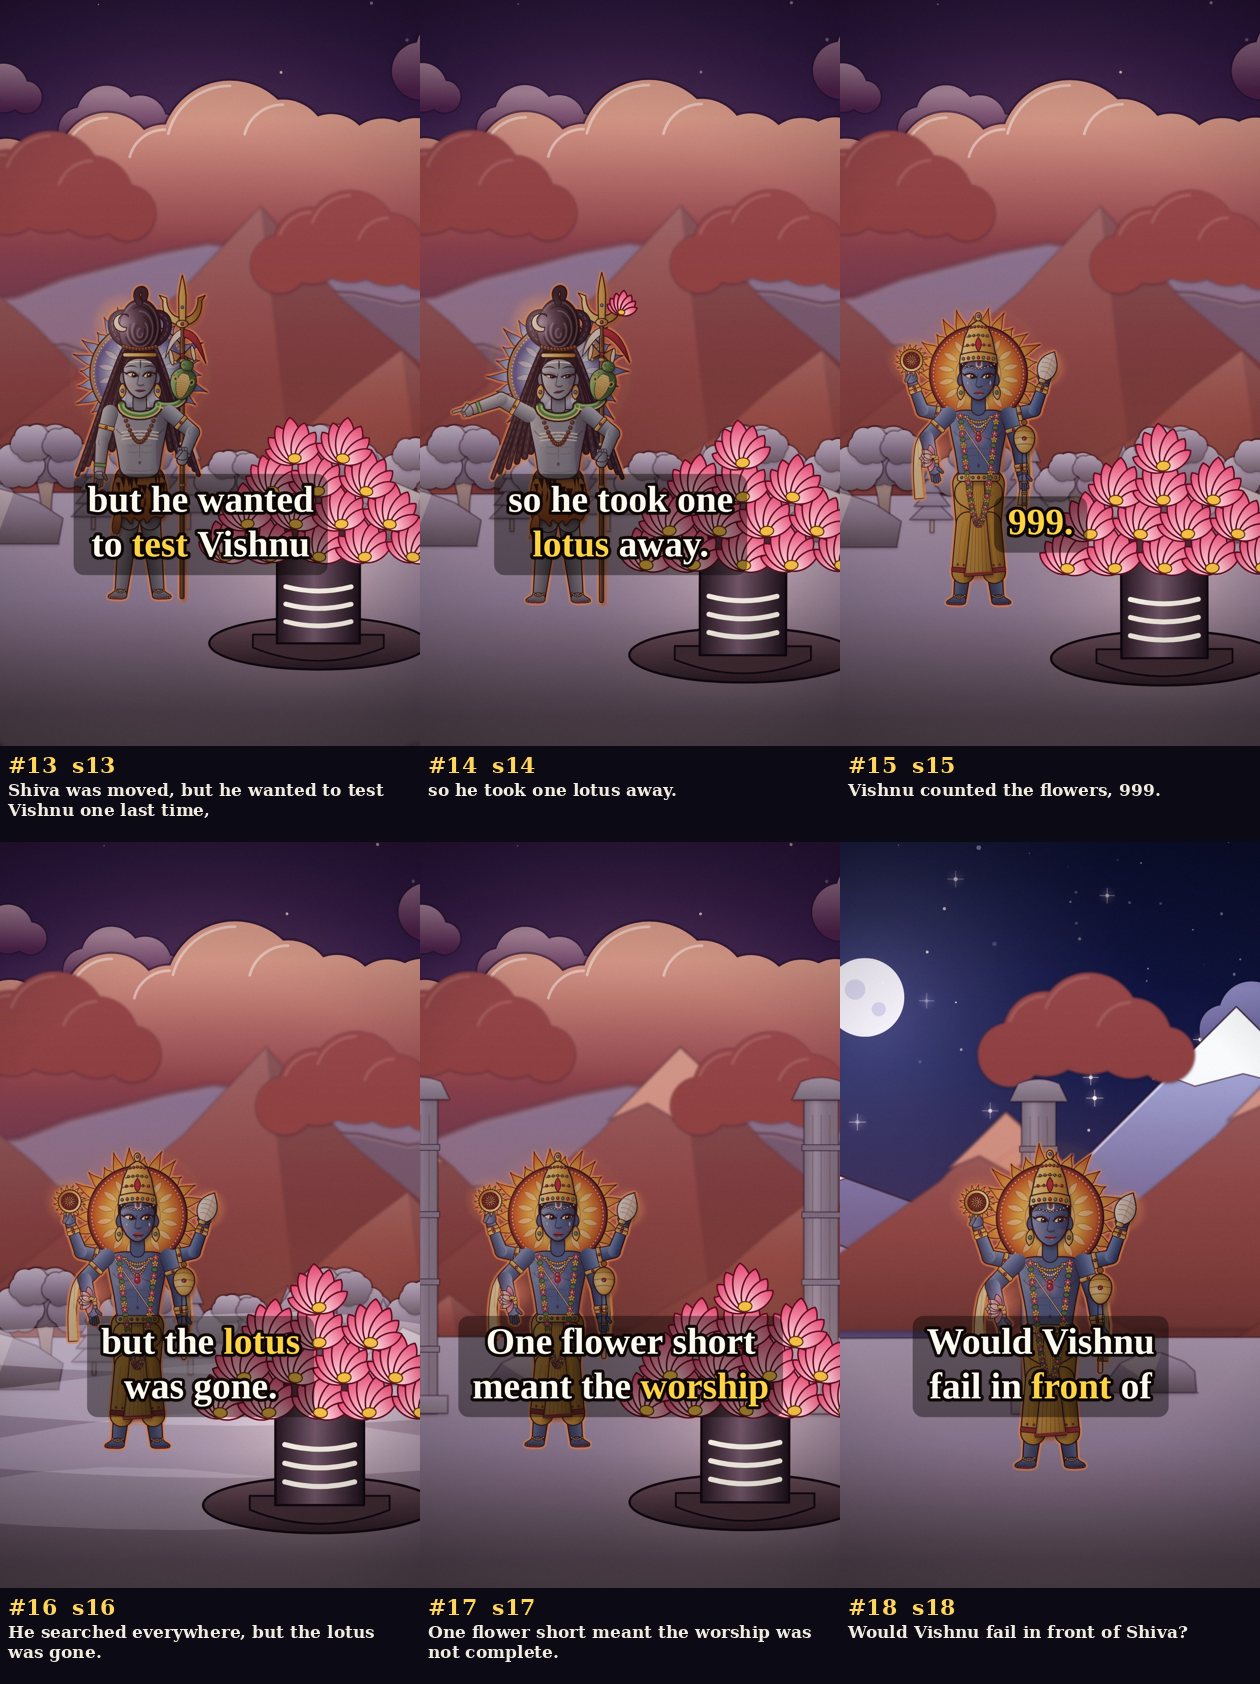 but he wanted
to test Vishnu
so he took one
lotus away.
999.
#13 s13
Shiva was moved, but he wanted to test
Vishnu one last time,
#14 s14
so he took one lotus away.
#15 s15
Vishnu counted the flowers, 999.
but the lotus
was gone.
One flower short
meant the worship
Would Vishnu
fail in front of
#16 s16
He searched everywhere, but the lotus
was gone.
#17 s17
One flower short meant the worship was
not complete.
#18 s18
Would Vishnu fail in front of Shiva?